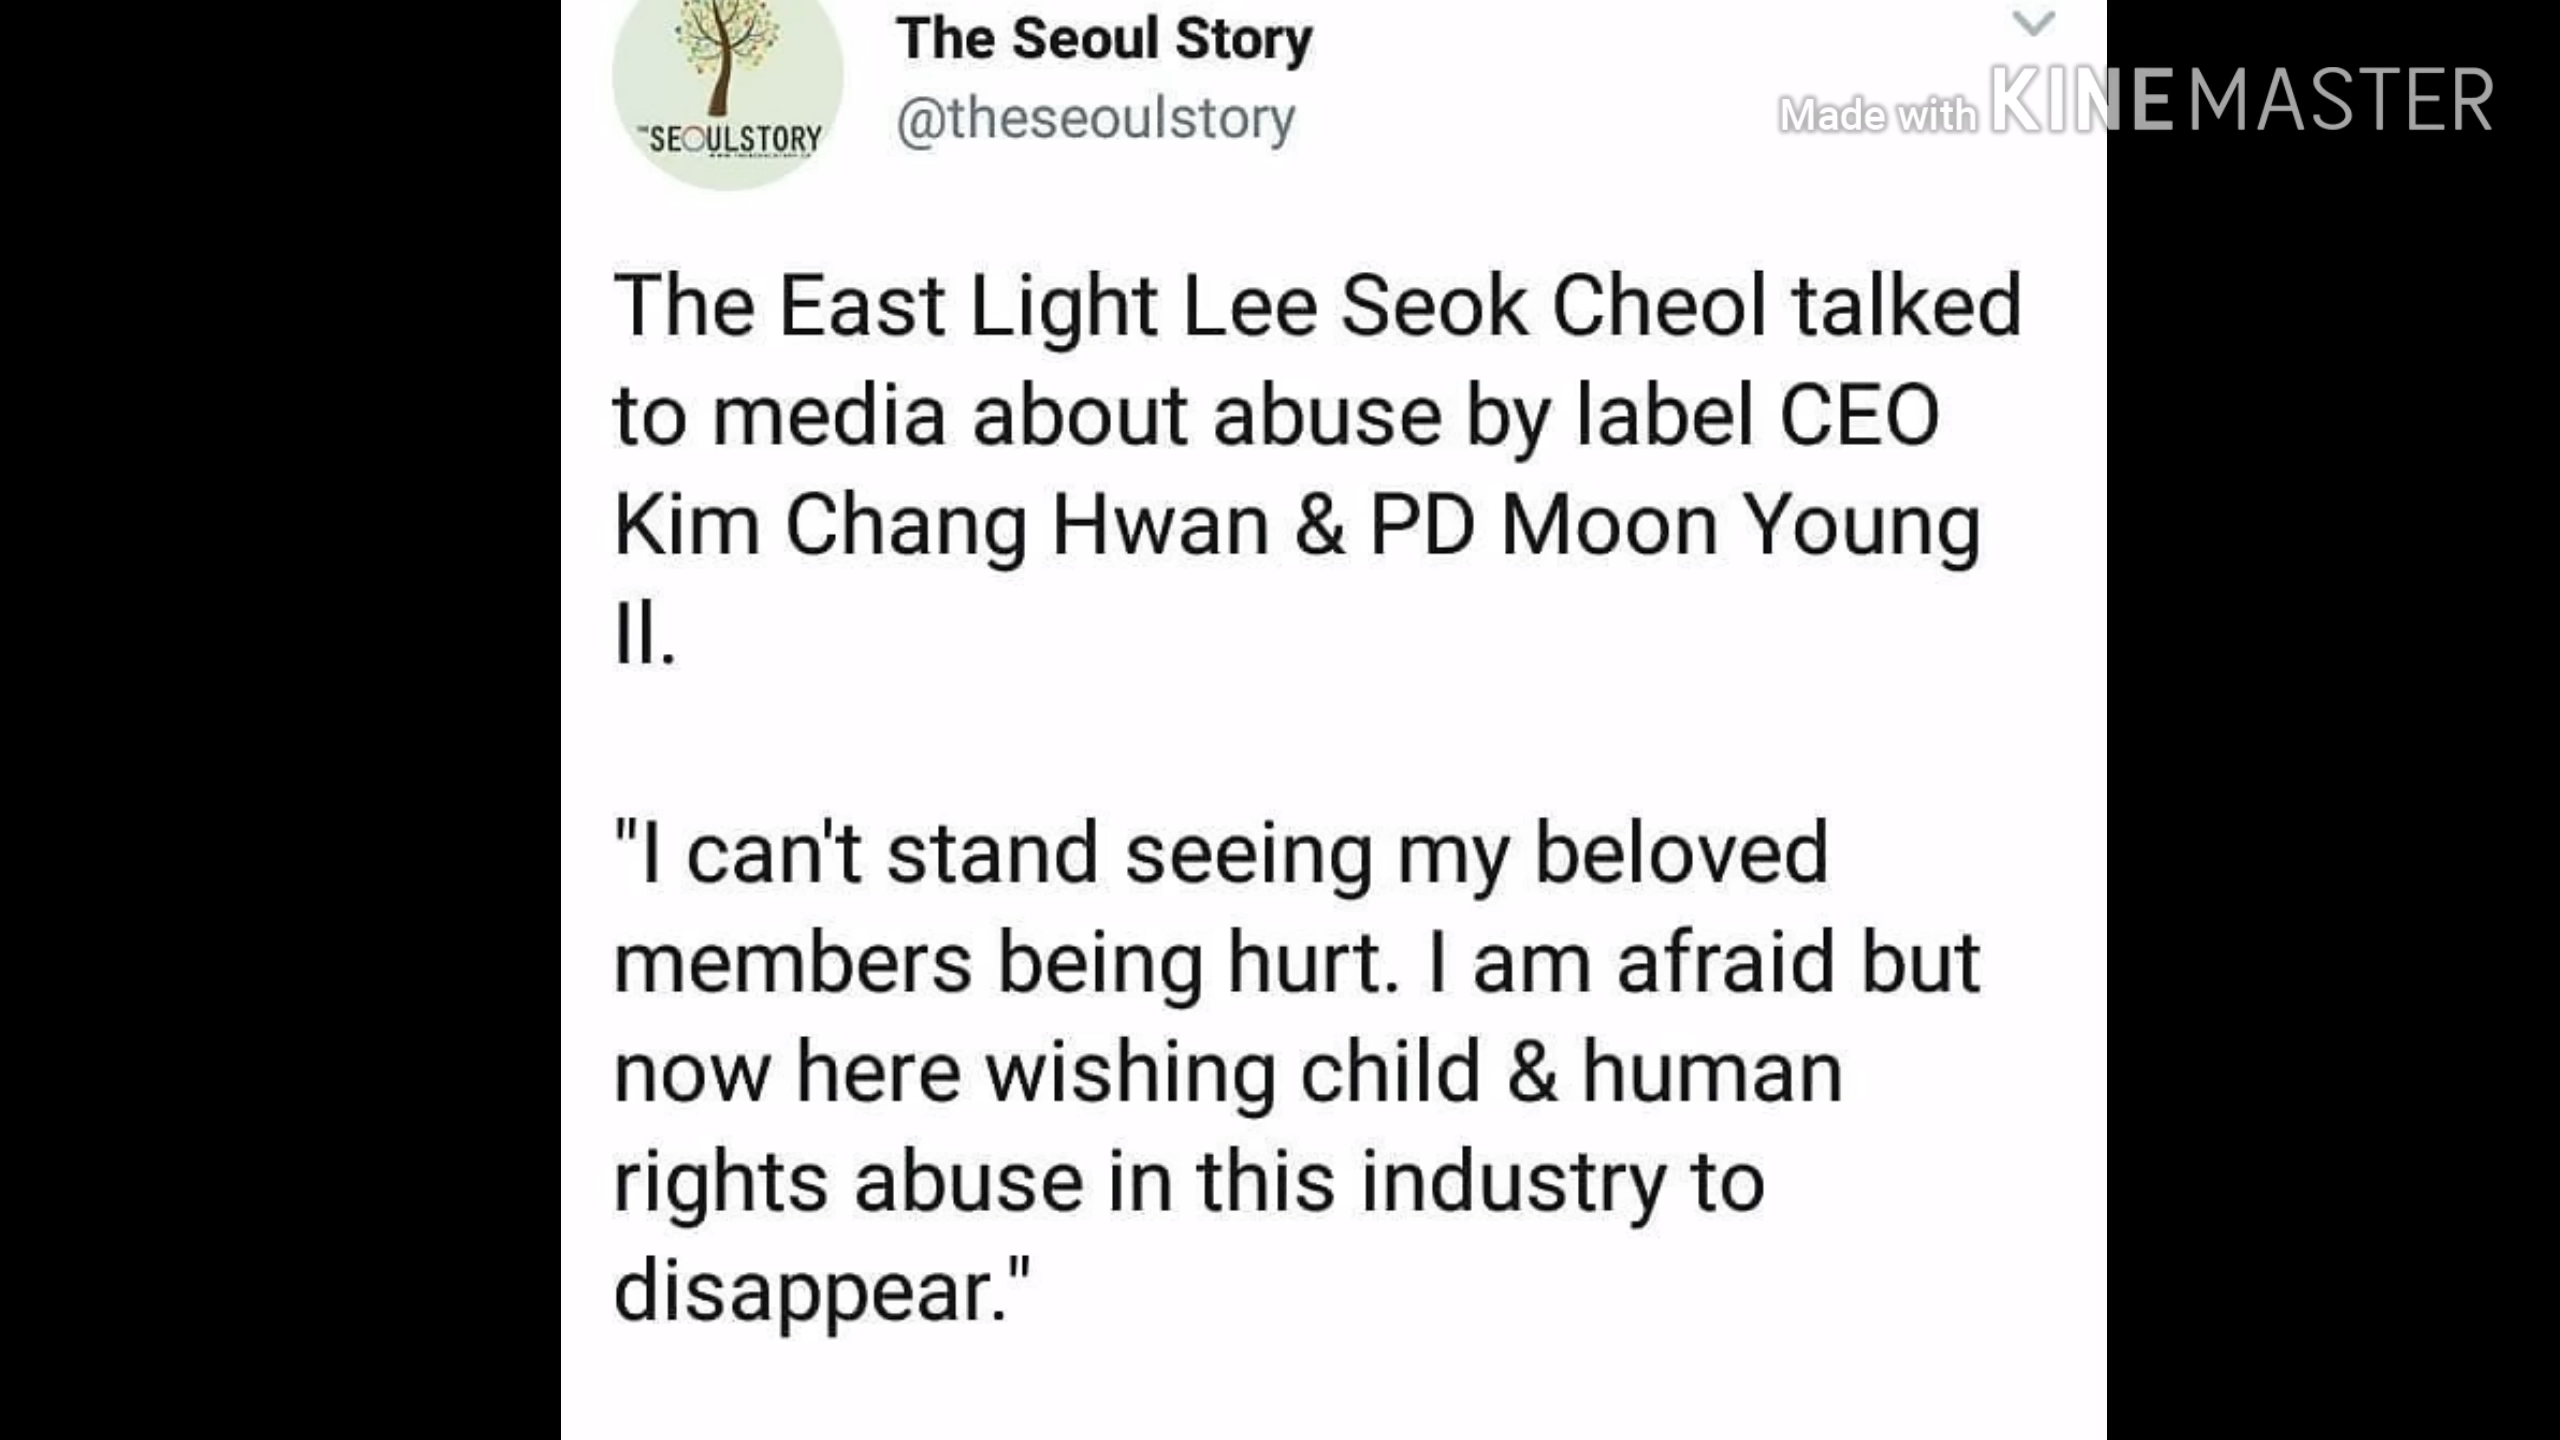 The Seoul Story
@theseoulstory
Made with KINEMASTER
THE SEOULSTORY
The East Light Lee Seok Cheol talked
to media about abuse by label CEO
Kim Chang Hwan & PD Moon Young
Il.
"I can't stand seeing my beloved
members being hurt. I am afraid but
now here wishing child & human
rights abuse in this industry to
disappear."